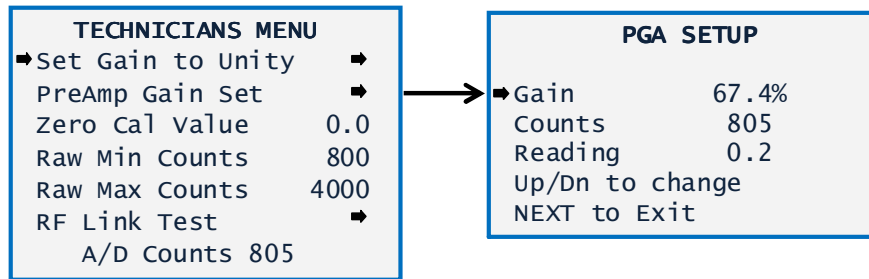 TECHNICIANS MENU
Set Gain to Unity
PreAmp Gain Set
Zero Cal Value 0.0
Raw Min Counts 800
Raw Max Counts 4000
RF Link Test
A/D Counts 805
PGA SETUP
Gain 67.4%
Counts 805
Reading 0.2
Up/Dn to change
NEXT to Exit